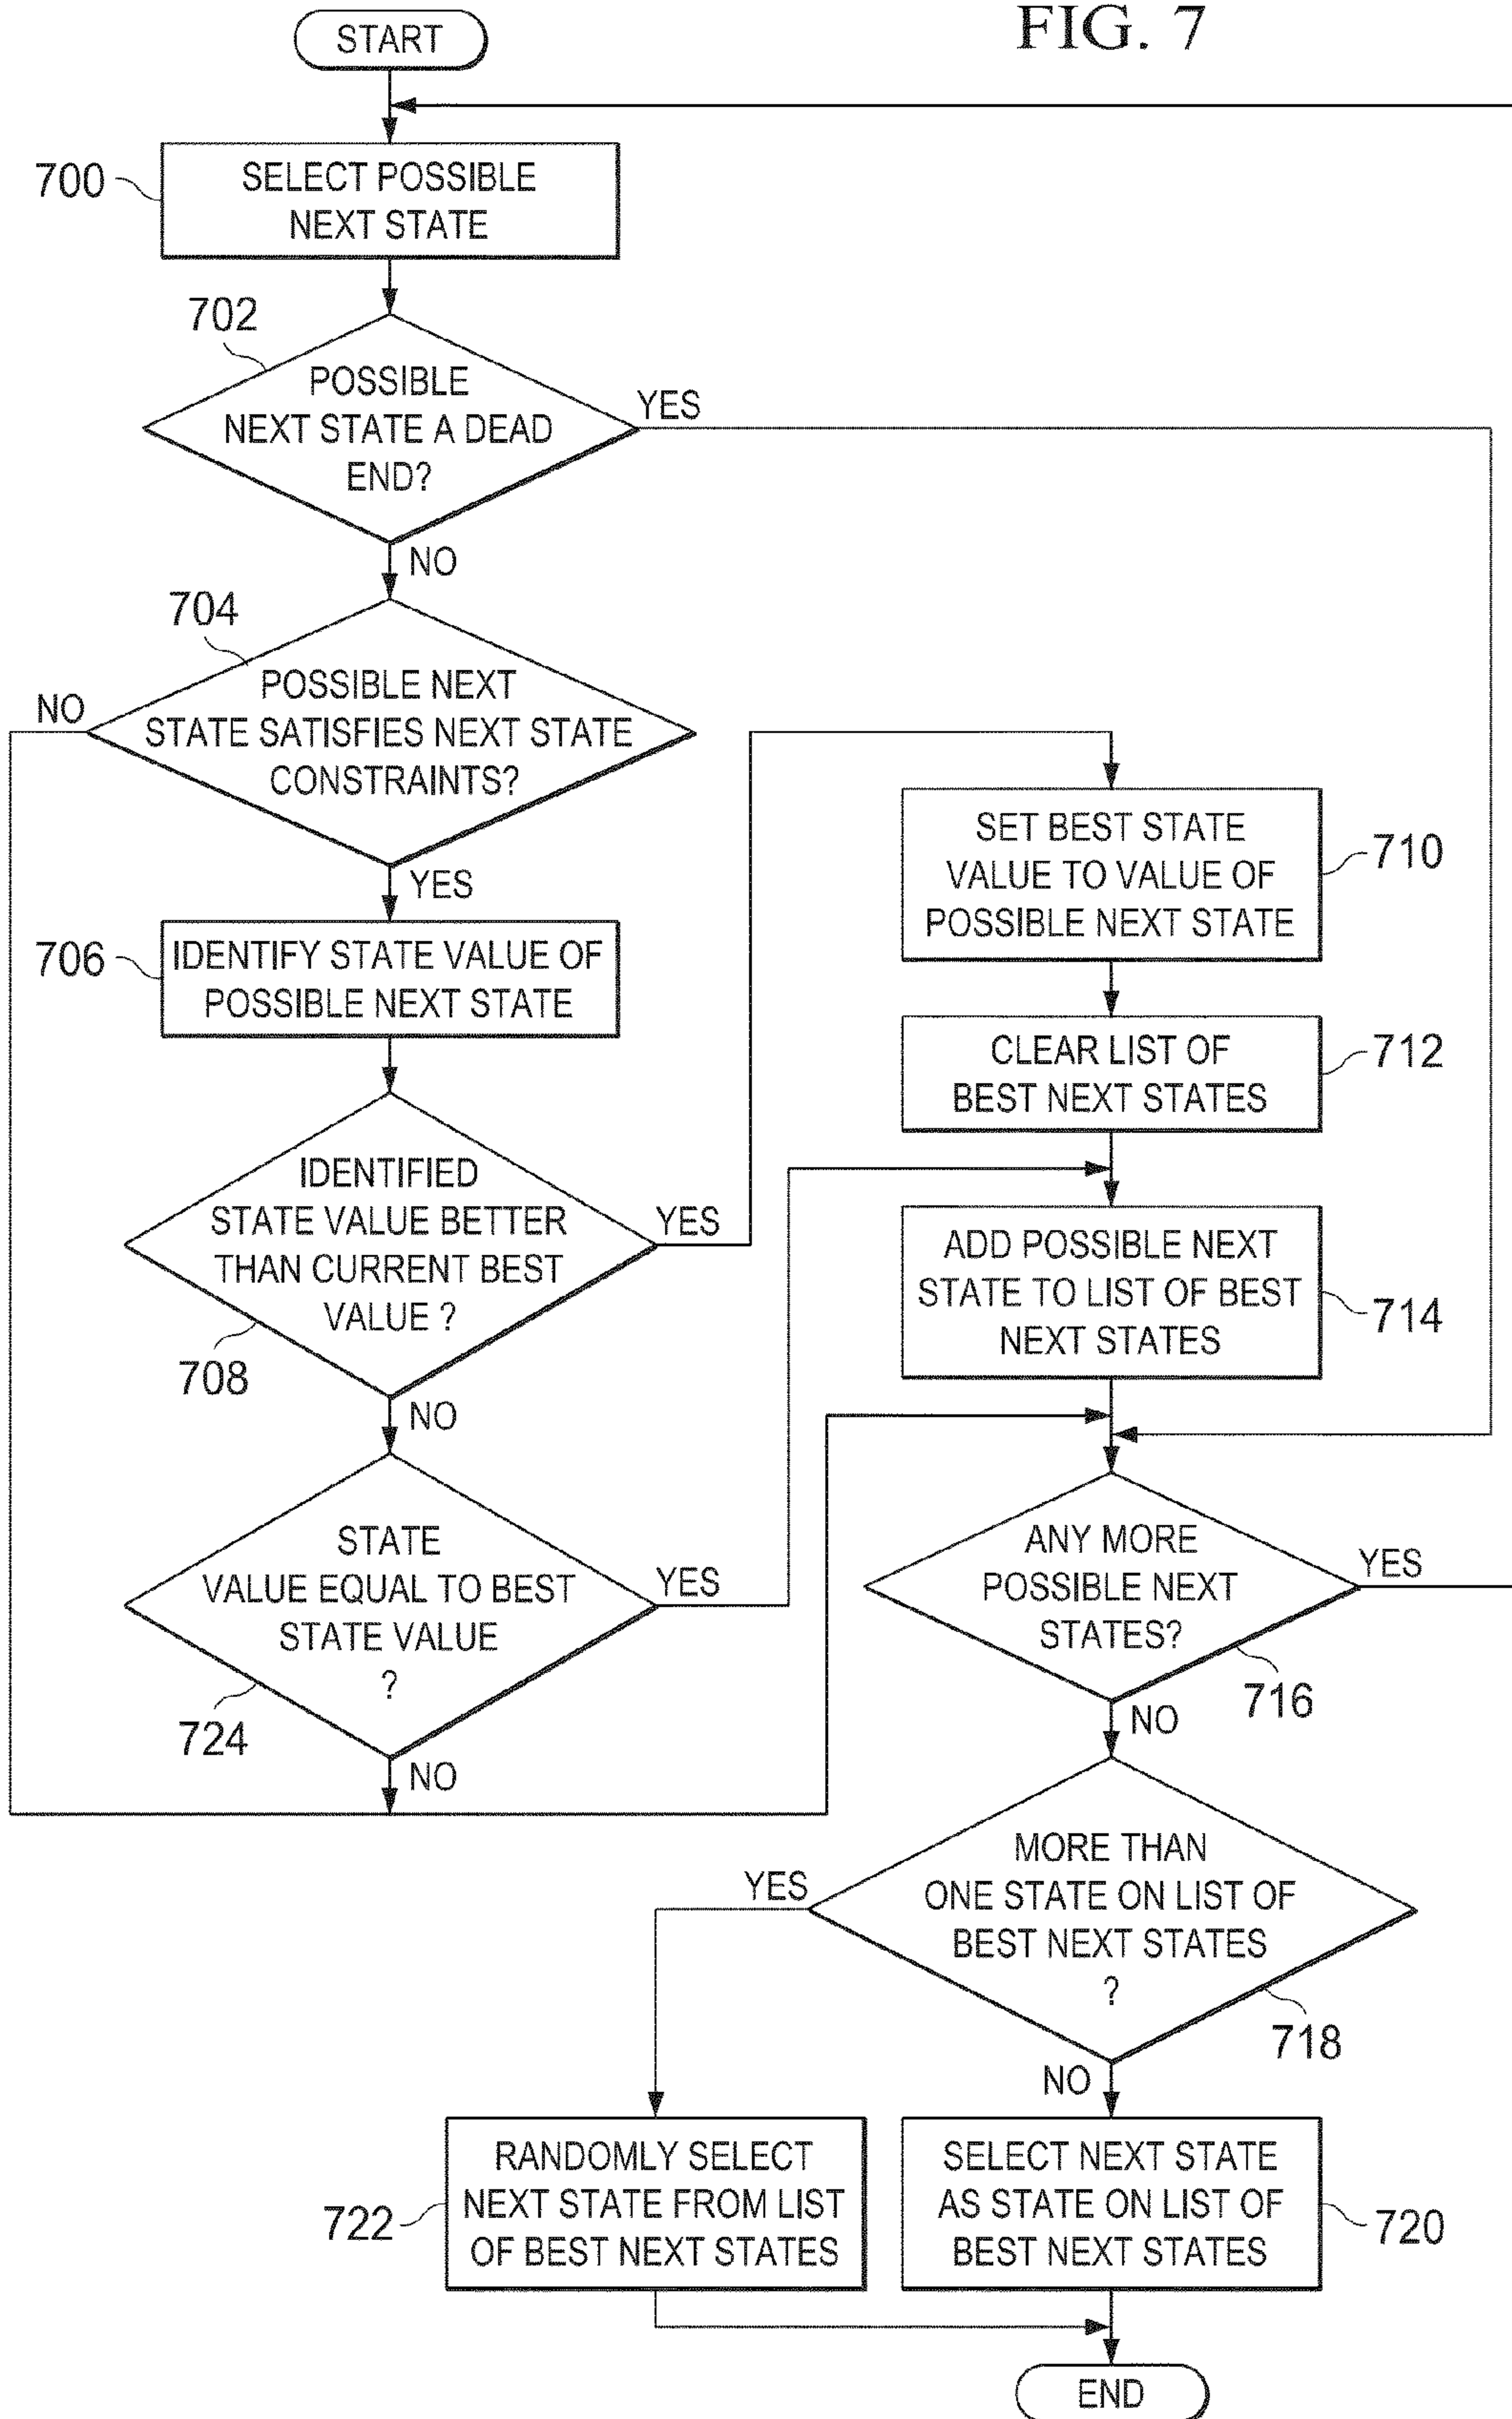 FIG. 7
START
700
SELECT POSSIBLE
NEXT STATE
702
POSSIBLE
NEXT STATE A DEAD
END?
YES
NO
704
POSSIBLE NEXT
STATE SATISFIES NEXT STATE
CONSTRAINTS?
NO
YES
706
IDENTIFY STATE VALUE OF
POSSIBLE NEXT STATE
IDENTIFIED
STATE VALUE BETTER
THAN CURRENT BEST
VALUE ?
YES
708
NO
STATE
VALUE EQUAL TO BEST
STATE VALUE
?
YES
724
NO
SET BEST STATE
VALUE TO VALUE OF
POSSIBLE NEXT STATE
710
CLEAR LIST OF
BEST NEXT STATES
712
ADD POSSIBLE NEXT
STATE TO LIST OF BEST
NEXT STATES
714
ANY MORE
POSSIBLE NEXT
STATES?
YES
716
NO
MORE THAN
ONE STATE ON LIST OF
BEST NEXT STATES
?
YES
718
NO
RANDOMLY SELECT
NEXT STATE FROM LIST
OF BEST NEXT STATES
722
SELECT NEXT STATE
AS STATE ON LIST OF
BEST NEXT STATES
720
END